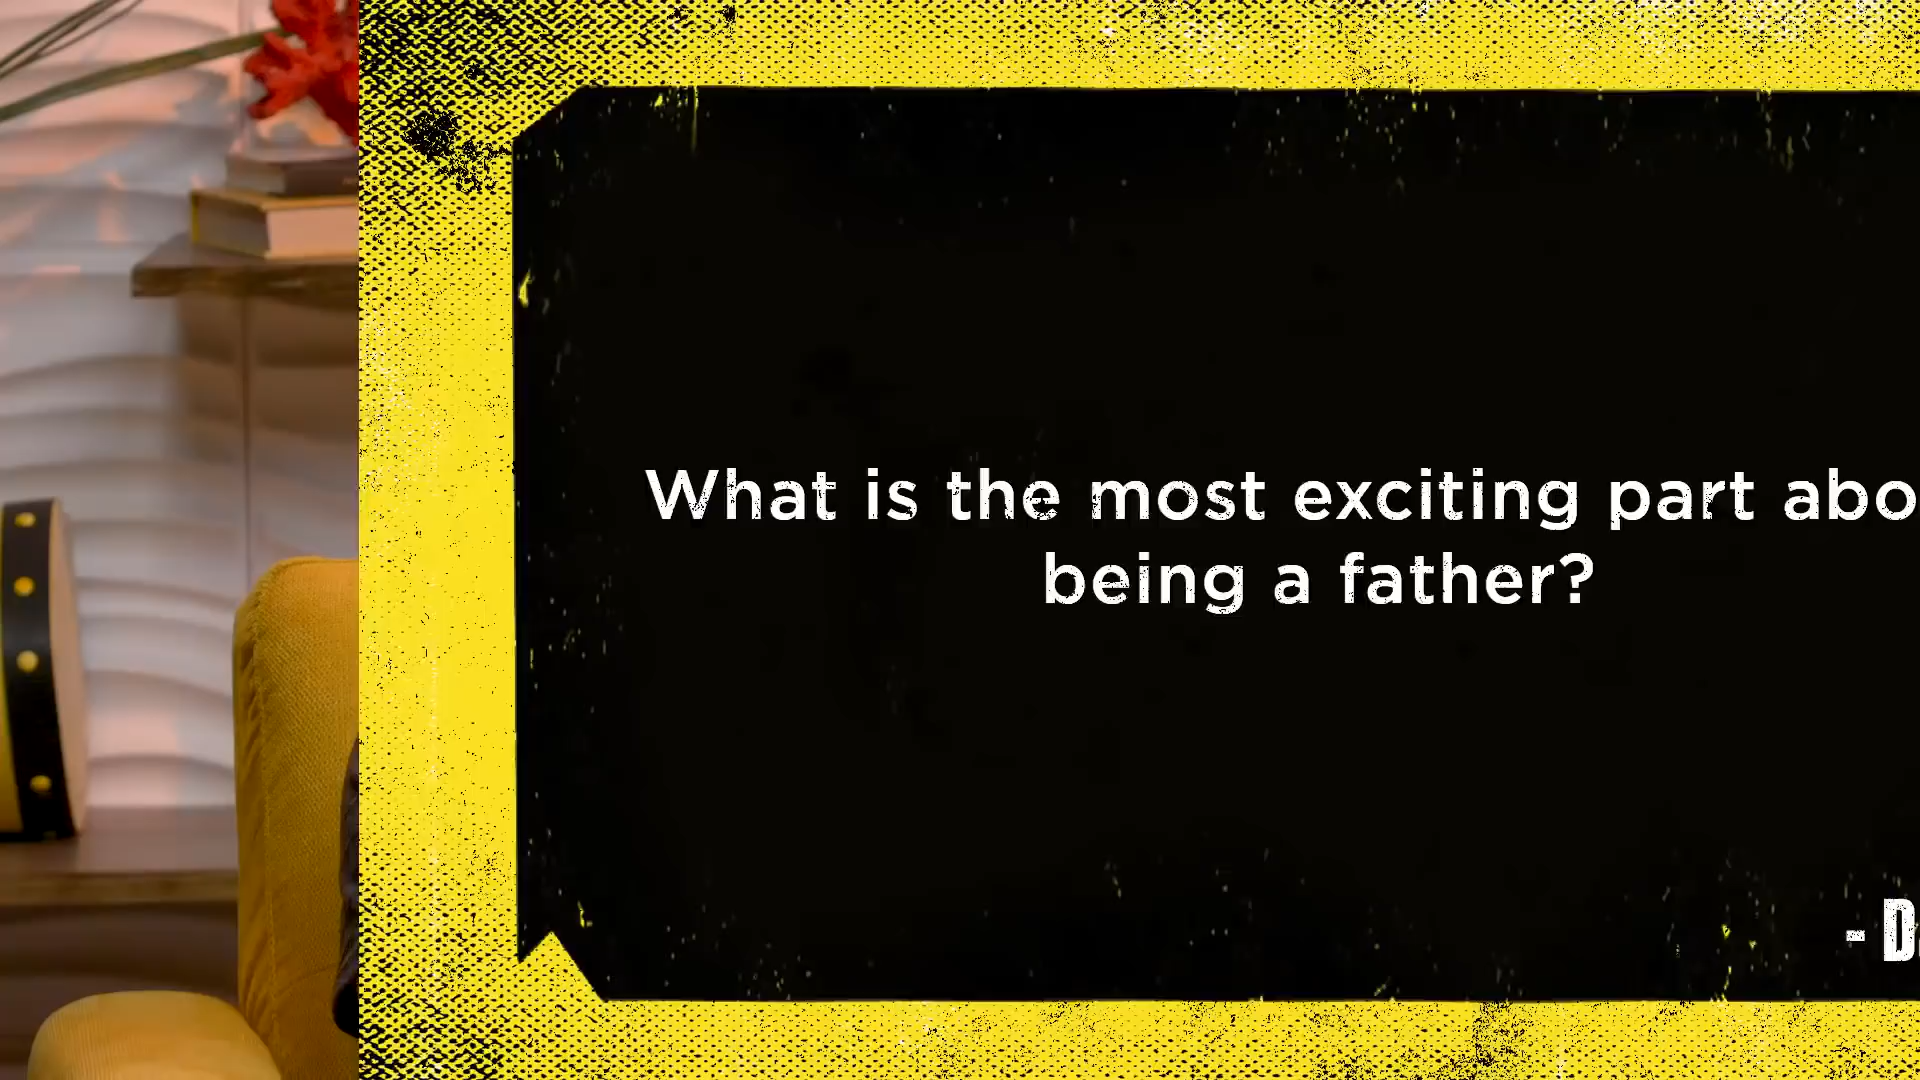 What is the most exciting part abo
being a father?
- D